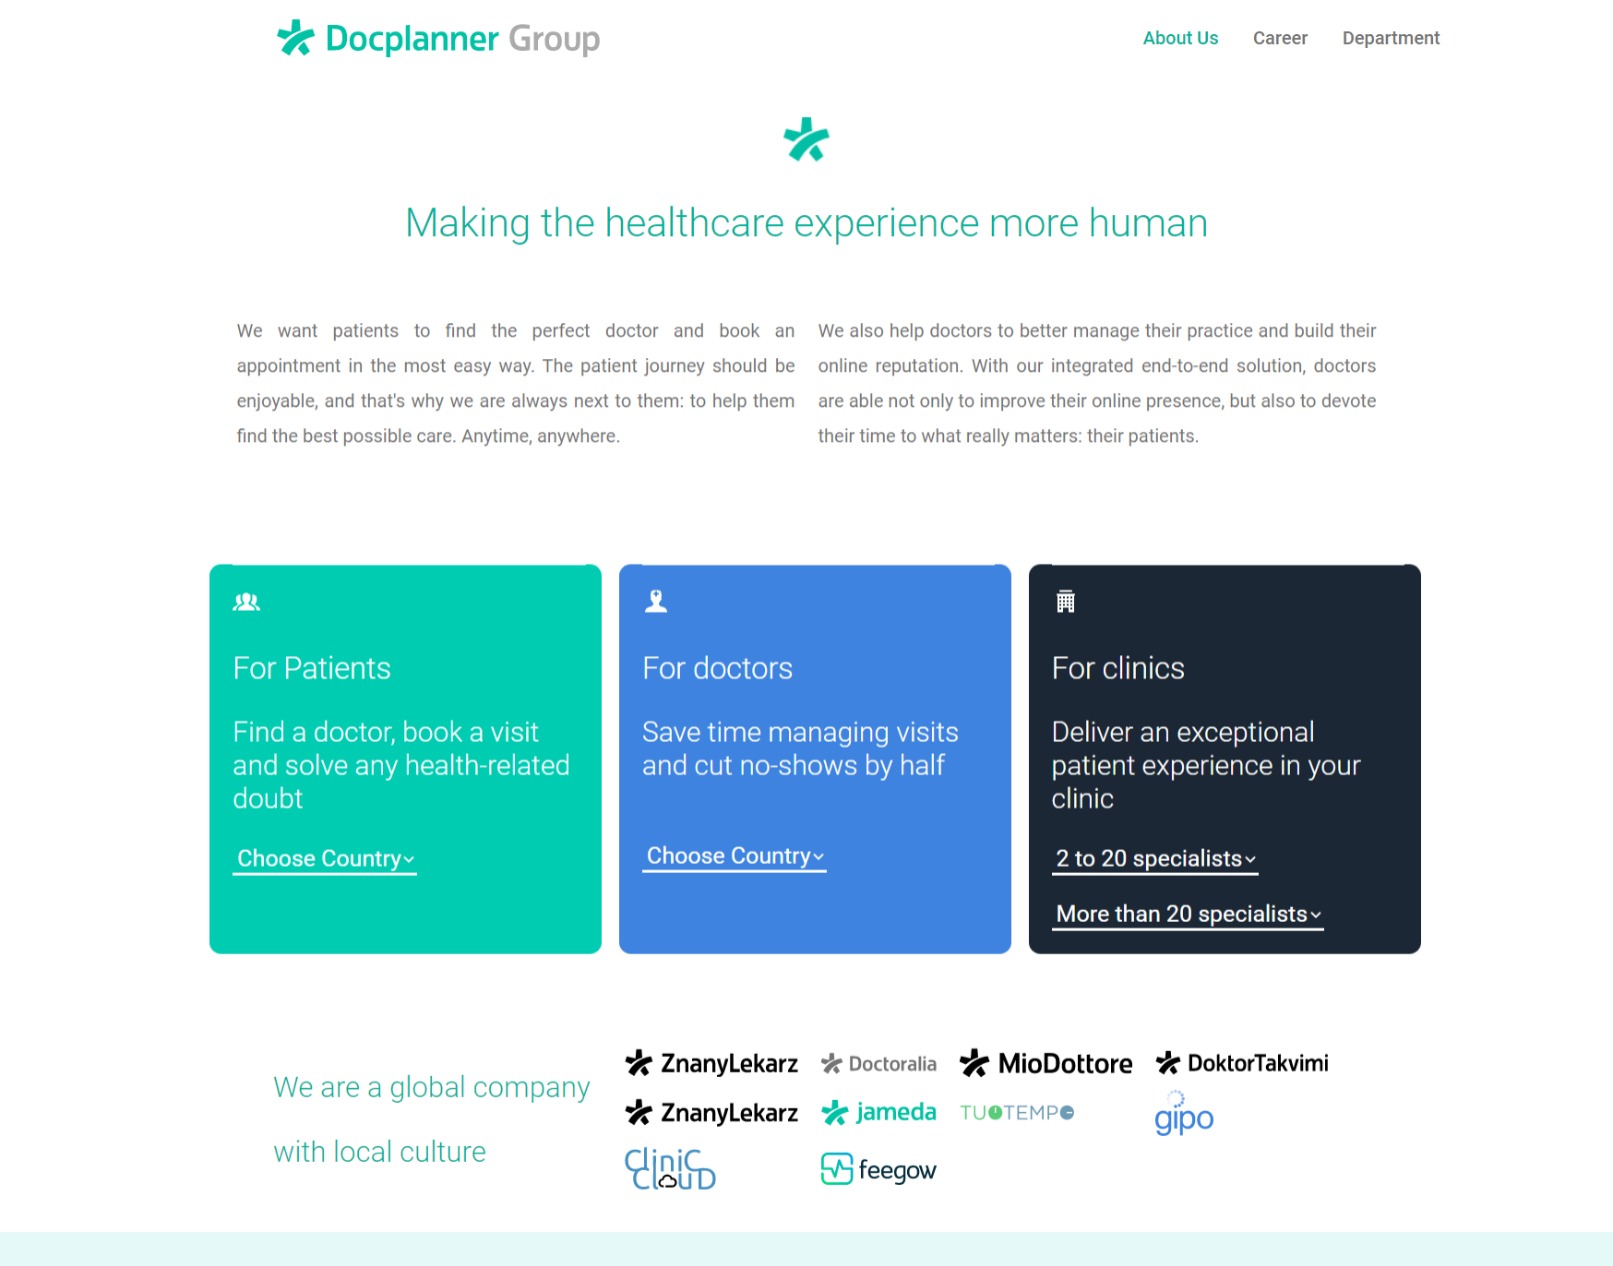 Docplanner Group
About Us Career Department
Making the healthcare experience more human
We want patients to find the perfect doctor and book an
appointment in the most easy way. The patient journey should be
enjoyable, and that's why we are always next to them: to help them
find the best possible care. Anytime, anywhere.
We also help doctors to better manage their practice and build their
online reputation. With our integrated end-to-end solution, doctors
are able not only to improve their online presence, but also to devote
their time to what really matters: their patients.
For Patients
Find a doctor, book a visit
and solve any health-related
doubt
Choose Country
For doctors
Save time managing visits
and cut no-shows by half
Choose Country
For clinics
Deliver an exceptional
patient experience in your
clinic
2 to 20 specialists
More than 20 specialists
We are a global company
with local culture
ZnanyLekarz Doctoralia MioDottore DoktorTakvimi
ZnanyLekarz jameda TUOTEMPO gipo
CliniC feegow
ClouD